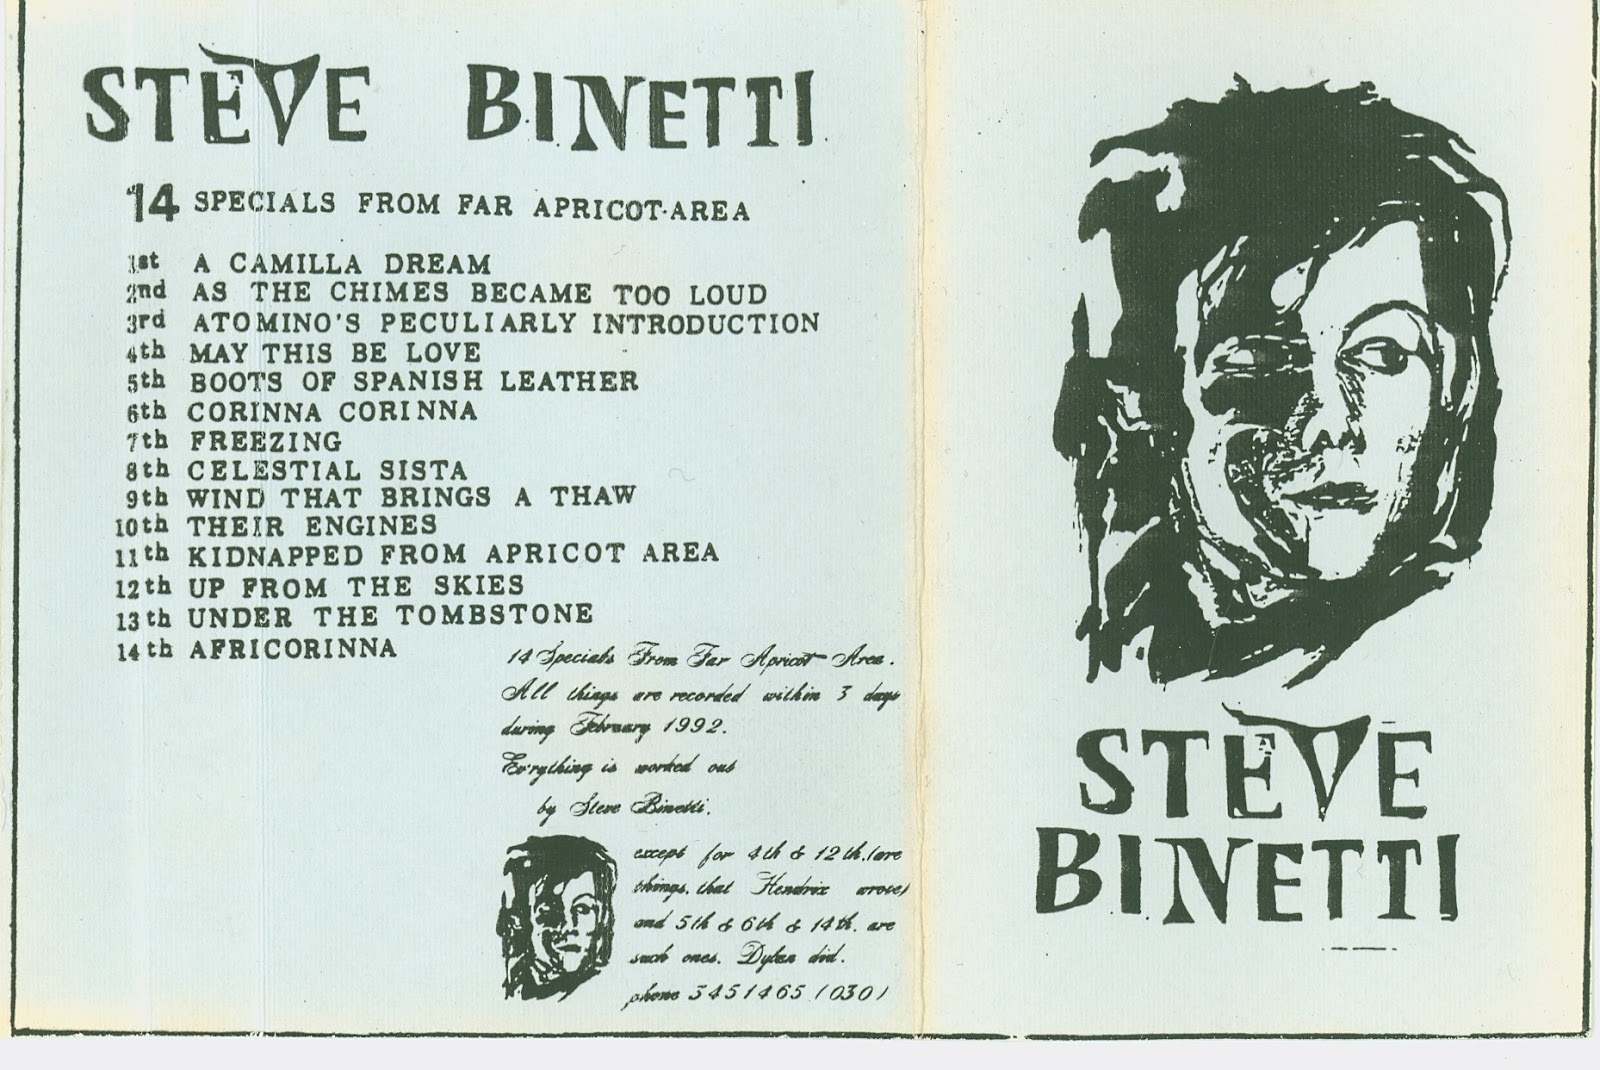 STEVE BINETTI
14 SPECIALS FROM FAR APRICOT-AREA
1st A CAMILLA DREAM
2nd AS THE CHIMES BECAME TOO LOUD
3rd ATOMINO'S PECULIARLY INTRODUCTION
4th MAY THIS BE LOVE
5th BOOTS OF SPANISH LEATHER
6th CORINNA CORINNA
7th FREEZING
8th CELESTIAL SISTA
9th WIND THAT BRINGS A THAW
10th THEIR ENGINES
11th KIDNAPPED FROM APRICOT AREA
12th UP FROM THE SKIES
13th UNDER THE TOMBSTONE
14th AFRICORINNA
14 Specials From Far Apricot-Area.
All things are recorded within 3 days
during February 1992.
Ev'rything is worked out
by Steve Binetti.
except for 4th & 12th. (are
things. that Hendrix wrote)
and 5th & 6th & 14th. are
such ones. Dylan did.
phone 5451465 (030)
STEVE
BINETTI